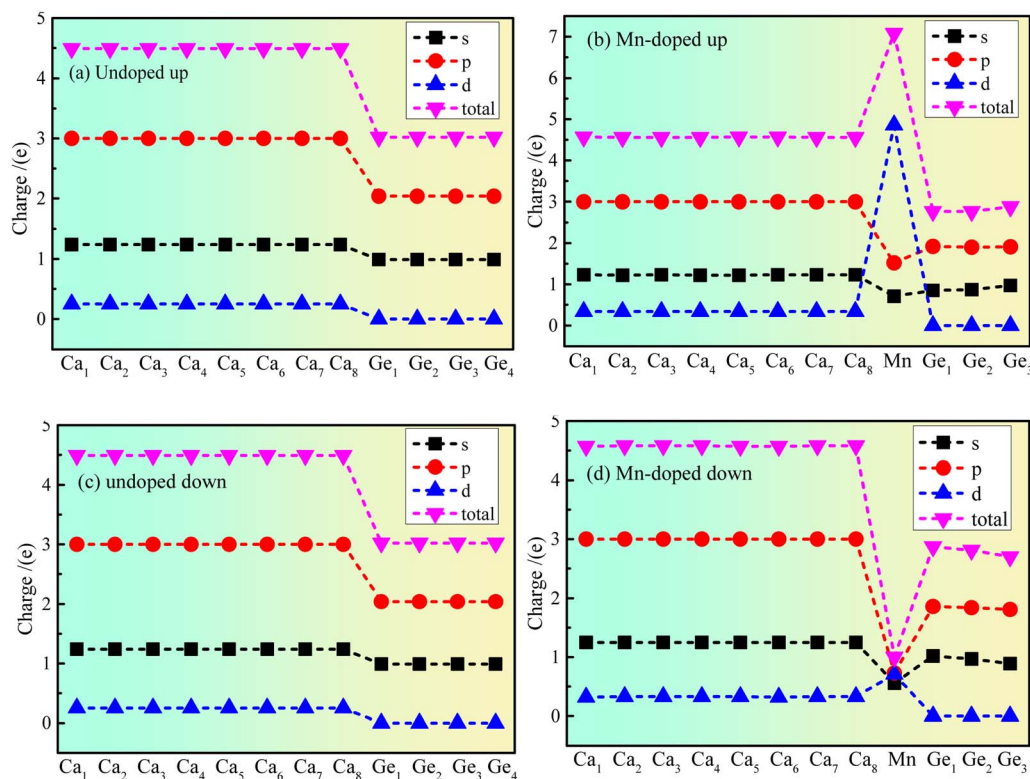 5
4
3
2
1
0
Charge /(e)
(a) Undoped up
s
p
d
total
Ca1 Ca2 Ca3 Ca4 Ca5 Ca6 Ca7 Ca8 Ge1 Ge2 Ge3 Ge4
7
6
5
4
3
2
1
0
Charge /(e)
(b) Mn-doped up
s
p
d
total
Ca1 Ca2 Ca3 Ca4 Ca5 Ca6 Ca7 Ca8 Mn Ge1 Ge2 Ge3
5
4
3
2
1
0
Charge /(e)
(c) undoped down
s
p
d
total
Ca1 Ca2 Ca3 Ca4 Ca5 Ca6 Ca7 Ca8 Ge1 Ge2 Ge3 Ge4
5
4
3
2
1
0
Charge /(e)
(d) Mn-doped down
s
p
d
total
Ca1 Ca2 Ca3 Ca4 Ca5 Ca6 Ca7 Ca8 Mn Ge1 Ge2 Ge3